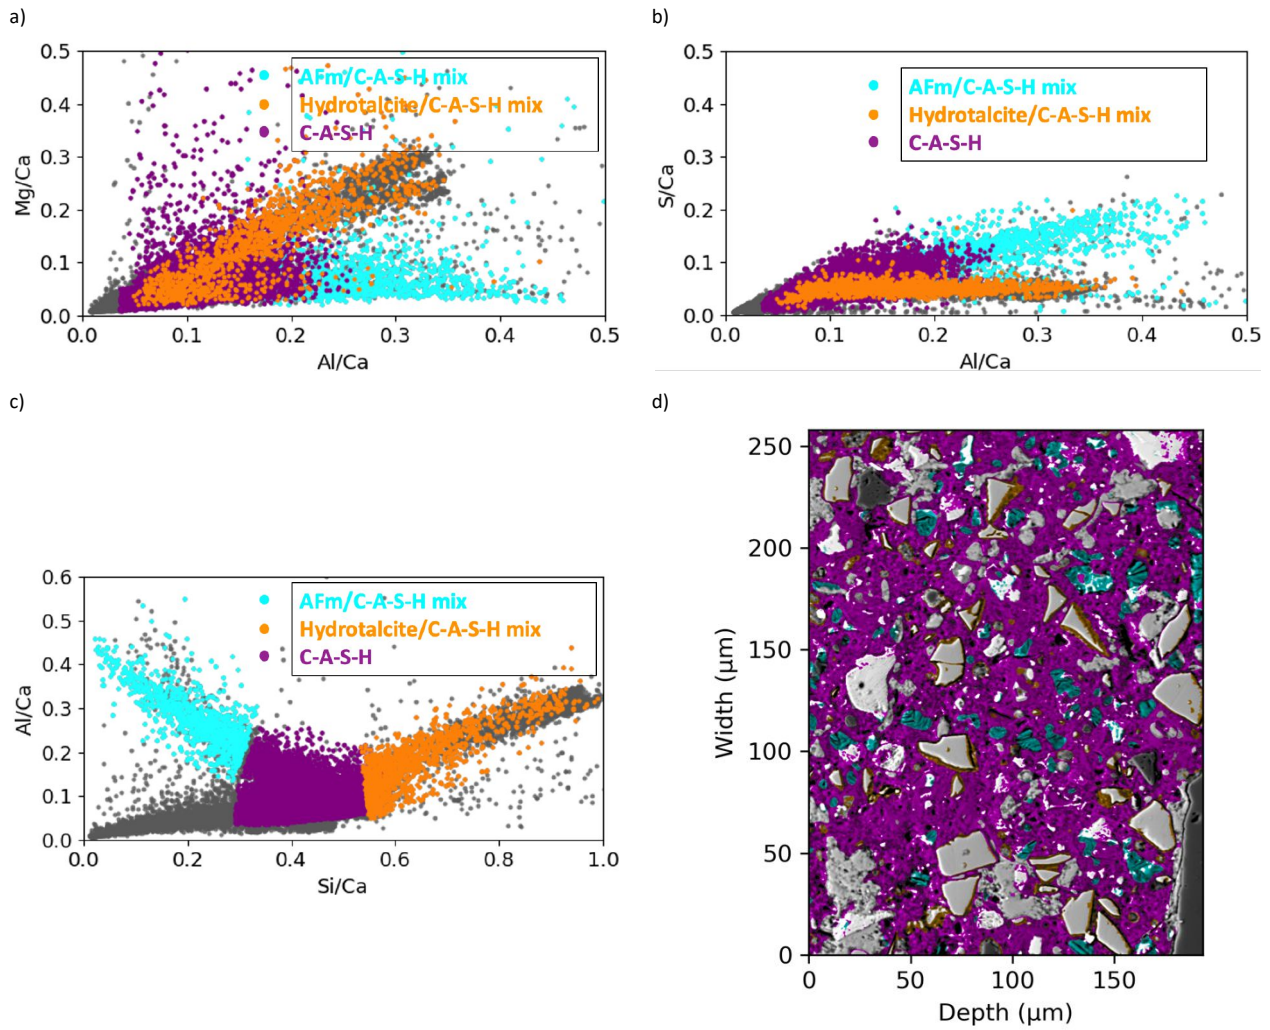 a)
0.5
0.4
0.3
0.2
0.1
0.0
Mg/Ca
AFm/C-A-S-H mix
Hydrotalcite/C-A-S-H mix
C-A-S-H
0.0 0.1 0.2 0.3 0.4 0.5
Al/Ca
b)
0.5
0.4
0.3
0.2
0.1
0.0
S/Ca
AFm/C-A-S-H mix
Hydrotalcite/C-A-S-H mix
C-A-S-H
0.0 0.1 0.2 0.3 0.4 0.5
Al/Ca
c)
0.6
0.5
0.4
0.3
0.2
0.1
0.0
Al/Ca
AFm/C-A-S-H mix
Hydrotalcite/C-A-S-H mix
C-A-S-H
0.0 0.2 0.4 0.6 0.8 1.0
Si/Ca
d)
250
200
150
100
50
0
Width (µm)
0 50 100 150
Depth (µm)